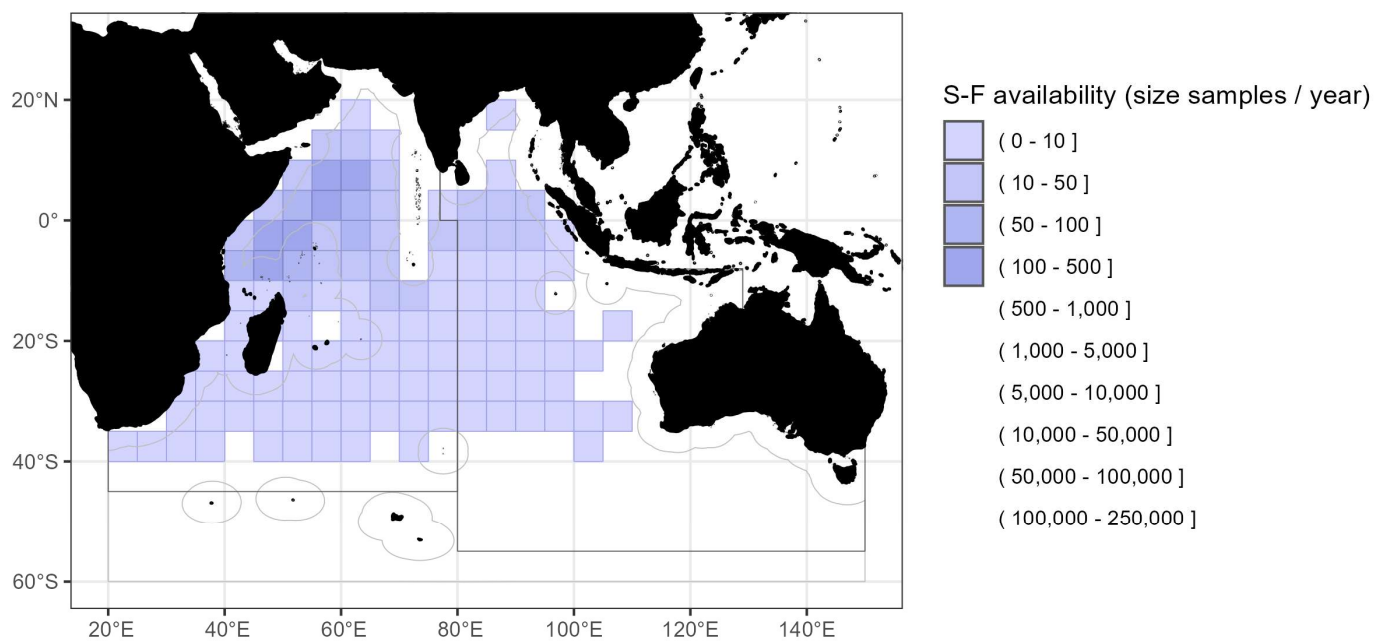 S-F availability (size samples / year)
( 0 - 10 ]
( 10 - 50 ]
( 50 - 100 ]
( 100 - 500 ]
( 500 - 1,000 ]
( 1,000 - 5,000 ]
( 5,000 - 10,000 ]
( 10,000 - 50,000 ]
( 50,000 - 100,000 ]
( 100,000 - 250,000 ]
20°N
0°
20°S
40°S
60°S
20°E 40°E 60°E 80°E 100°E 120°E 140°E